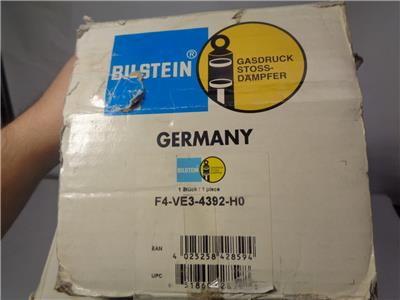 BILSTEIN®
GASDRUCK
STOSS-
DÄMPFER
GERMANY
BILSTEIN
1 Stück / 1 piece
F4-VE3-4392-H0
EAN
4 025258 428594
UPC